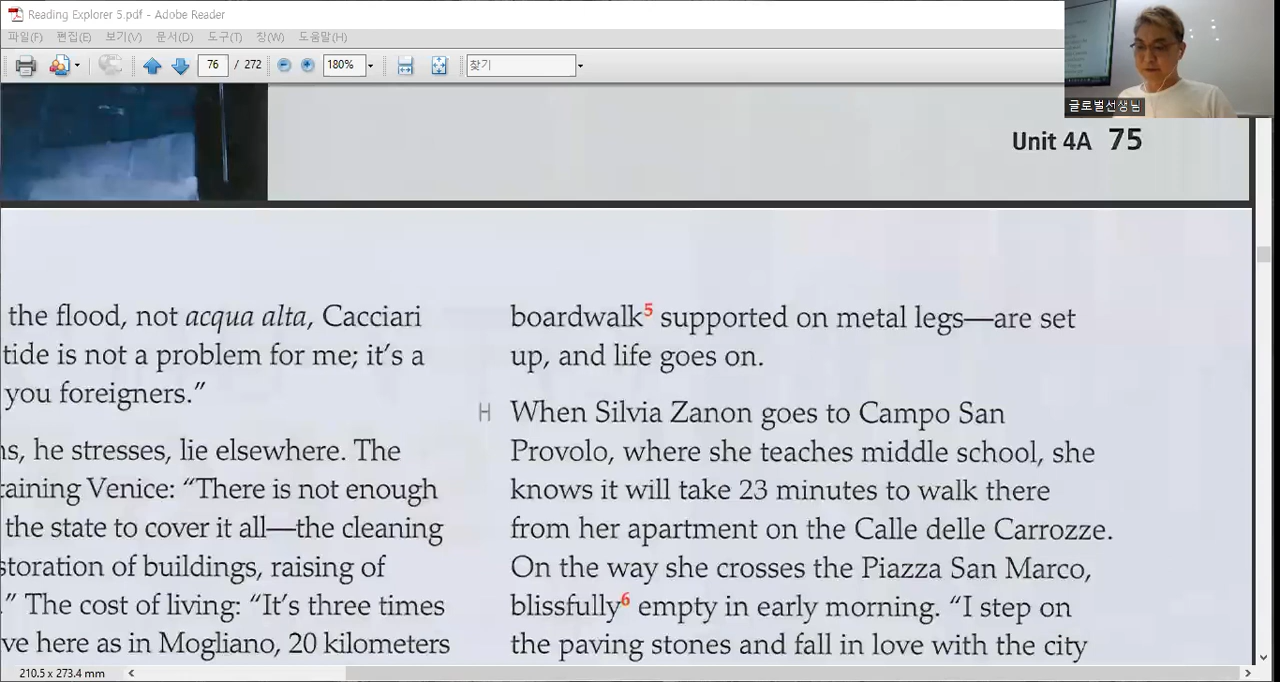 Reading Explorer 5.pdf - Adobe Reader
파일(F) 편집(E) 보기(V) 문서(D) 도구(T) 창(W) 도움말(H)
76 / 272 180% 찾기
글로벌선생님
Unit 4A 75
the flood, not acqua alta, Cacciari
tide is not a problem for me; it's a
you foreigners."
ns, he stresses, lie elsewhere. The
taining Venice: "There is not enough
the state to cover it all—the cleaning
storation of buildings, raising of
." The cost of living: "It's three times
ve here as in Mogliano, 20 kilometers
boardwalk5 supported on metal legs—are set
up, and life goes on.
H When Silvia Zanon goes to Campo San
Provolo, where she teaches middle school, she
knows it will take 23 minutes to walk there
from her apartment on the Calle delle Carrozze.
On the way she crosses the Piazza San Marco,
blissfully6 empty in early morning. "I step on
the paving stones and fall in love with the city
210.5 x 273.4 mm